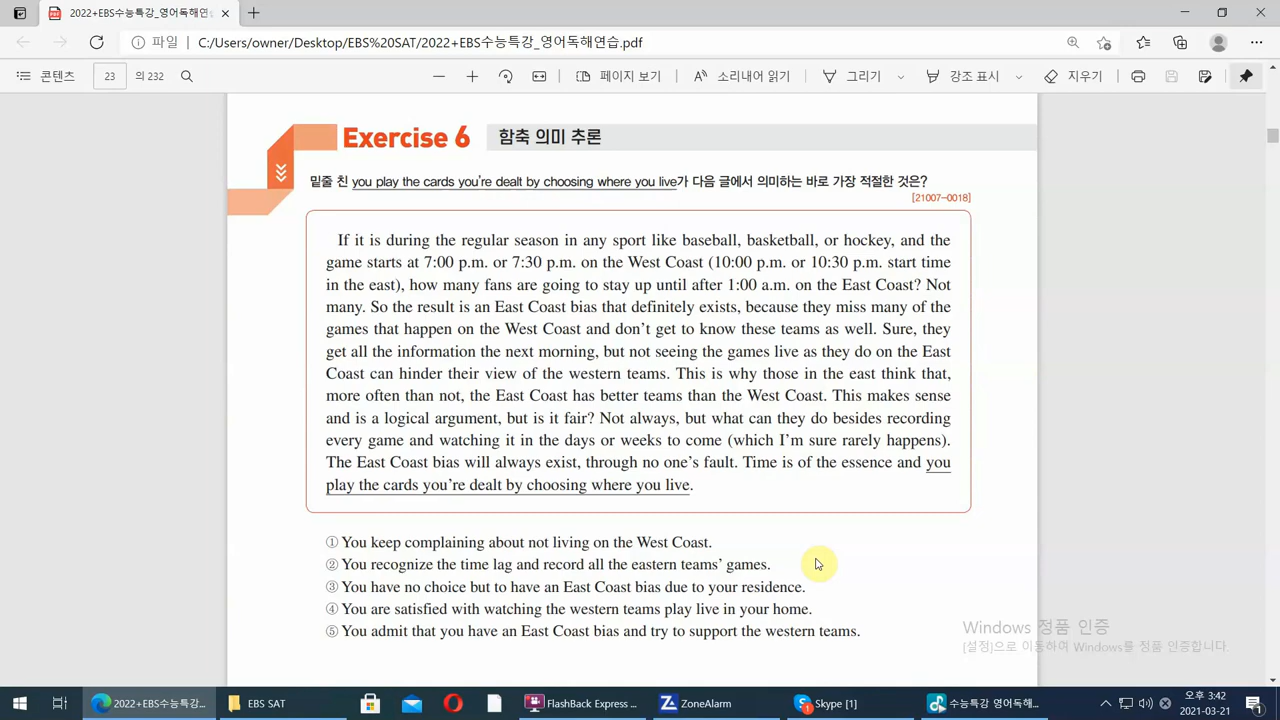 2022+EBS수능특강_영어독해연습
파일 C:/Users/owner/Desktop/EBS%20SAT/2022+EBS수능특강_영어독해연습.pdf
콘텐츠 23 의 232 페이지 보기 소리내어 읽기 그리기 강조 표시 지우기
Exercise 6 함축 의미 추론
밑줄 친 you play the cards you're dealt by choosing where you live가 다음 글에서 의미하는 바로 가장 적절한 것은?
[21007-0018]
If it is during the regular season in any sport like baseball, basketball, or hockey, and the
game starts at 7:00 p.m. or 7:30 p.m. on the West Coast (10:00 p.m. or 10:30 p.m. start time
in the east), how many fans are going to stay up until after 1:00 a.m. on the East Coast? Not
many. So the result is an East Coast bias that definitely exists, because they miss many of the
games that happen on the West Coast and don't get to know these teams as well. Sure, they
get all the information the next morning, but not seeing the games live as they do on the East
Coast can hinder their view of the western teams. This is why those in the east think that,
more often than not, the East Coast has better teams than the West Coast. This makes sense
and is a logical argument, but is it fair? Not always, but what can they do besides recording
every game and watching it in the days or weeks to come (which I'm sure rarely happens).
The East Coast bias will always exist, through no one's fault. Time is of the essence and you
play the cards you're dealt by choosing where you live.
① You keep complaining about not living on the West Coast.
② You recognize the time lag and record all the eastern teams' games.
③ You have no choice but to have an East Coast bias due to your residence.
④ You are satisfied with watching the western teams play live in your home.
⑤ You admit that you have an East Coast bias and try to support the western teams.
Windows 정품 인증
[설정]으로 이동하여 Windows를 정품 인증합니다.
2022+EBS수능특강... EBS SAT FlashBack Express ... ZoneAlarm Skype [1] 수능특강 영어독해... 오후 3:42
2021-03-21